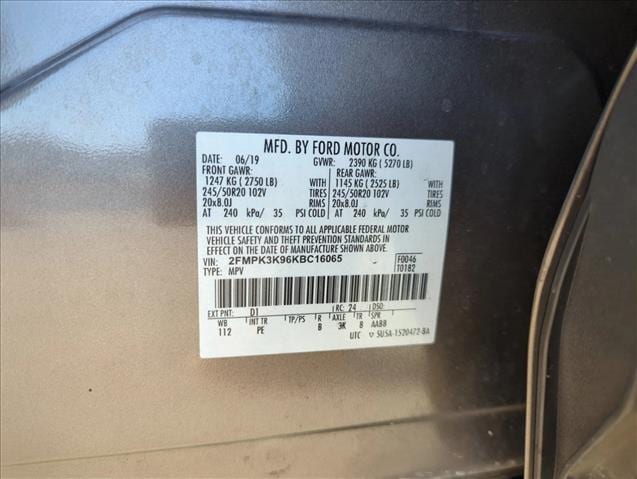 MFD. BY FORD MOTOR CO.
DATE: 06/19 GVWR: 2390 KG (5270 LB)
FRONT GAWR: REAR GAWR:
1247 KG (2750 LB) WITH 1145 KG (2525 LB) WITH
245/50R20 102V TIRES 245/50R20 102V TIRES
20x8.0J RIMS 20x8.0J RIMS
AT 240 kPa/ 35 PSI COLD AT 240 kPa/ 35 PSI COLD
THIS VEHICLE CONFORMS TO ALL APPLICABLE FEDERAL MOTOR
VEHICLE SAFETY AND THEFT PREVENTION STANDARDS IN
EFFECT ON THE DATE OF MANUFACTURE SHOWN ABOVE.
VIN: 2FMPK3K96KBC16065 F0046
TYPE: MPV T0182
EXT PNT: D1 RC: 24 DSO:
WB INT TR TP/PS R AXLE TR SPR
112 PE B 3K B AABB
UTC ▽ 5U5A-1520472-BA